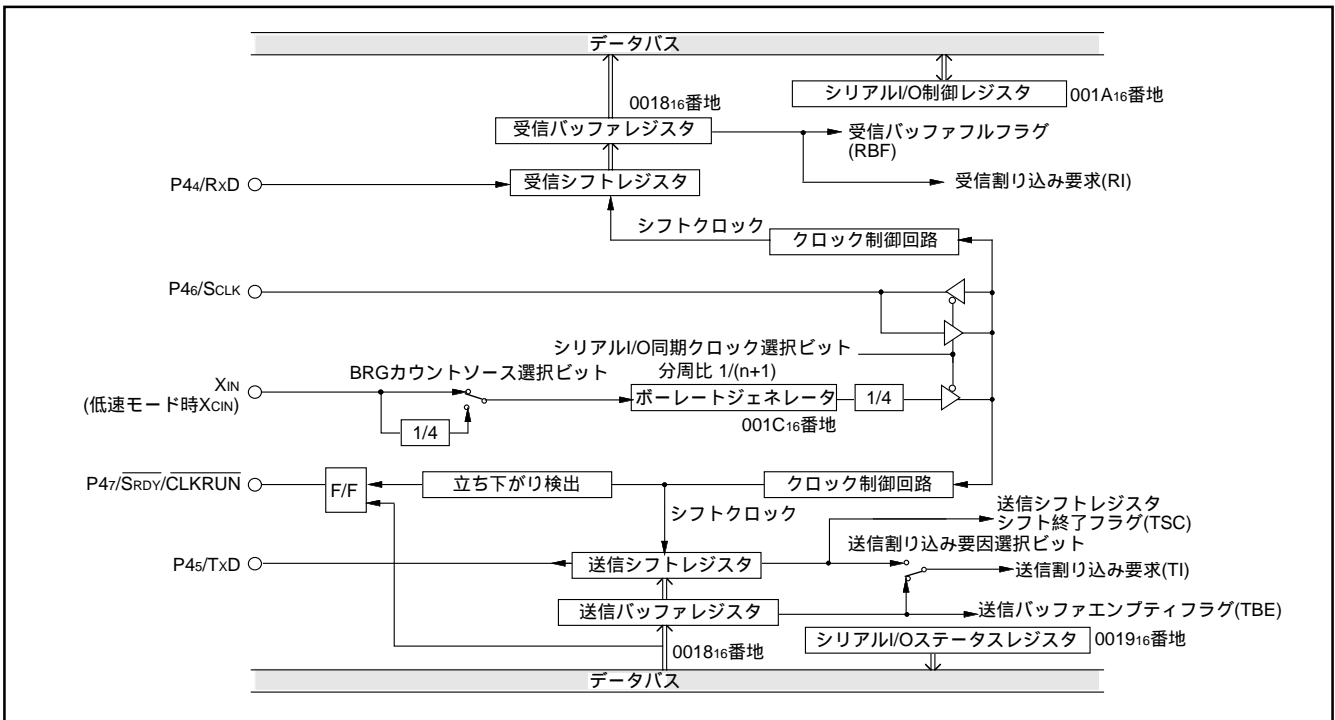 データバス
0018₁₆番地
シリアルI/O制御レジスタ 001A₁₆番地
受信バッファレジスタ
受信バッファフルフラグ
(RBF)
P4₄/RxD
受信シフトレジスタ
受信割り込み要求(RI)
シフトクロック
クロック制御回路
P4₆/SCLK
シリアルI/O同期クロック選択ビット
BRGカウントソース選択ビット
分周比 1/(n+1)
XIN
(低速モード時XCIN)
ボーレートジェネレータ
1/4
1/4
001C₁₆番地
P4₇/SRDY/CLKRUN
F/F
立ち下がり検出
クロック制御回路
シフトクロック
送信シフトレジスタ
シフト終了フラグ(TSC)
送信割り込み要因選択ビット
P4₅/TxD
送信シフトレジスタ
送信割り込み要求(TI)
送信バッファレジスタ
送信バッファエンプティフラグ(TBE)
0018₁₆番地
シリアルI/Oステータスレジスタ 0019₁₆番地
データバス